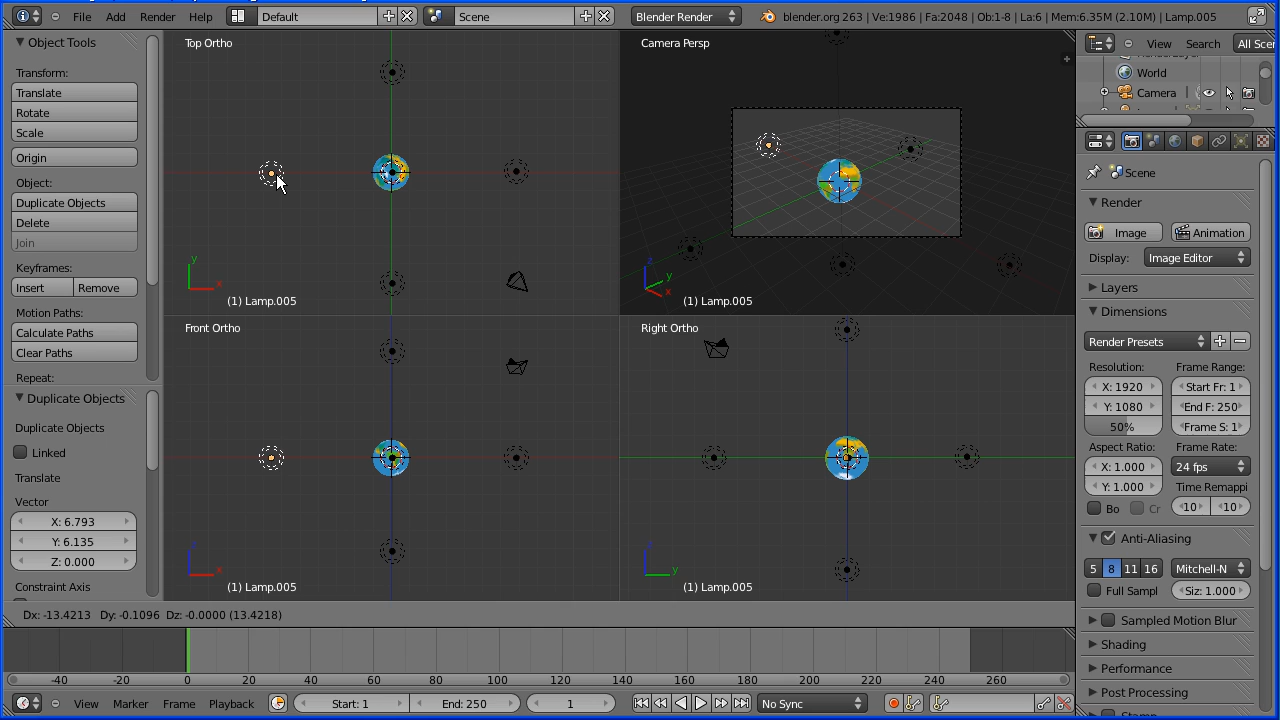 File Add Render Help Default Scene Blender Render blender.org 263 | Ve:1986 | Fa:2048 | Ob:1-8 | La:6 | Mem:6.35M (2.10M) | Lamp.005
Object Tools
Transform:
Translate
Rotate
Scale
Origin
Object:
Duplicate Objects
Delete
Join
Keyframes:
Insert Remove
Motion Paths:
Calculate Paths
Clear Paths
Repeat:
Duplicate Objects
Duplicate Objects
Linked
Translate
Vector
X: 6.793
Y: 6.135
Z: 0.000
Constraint Axis
Top Ortho
y
x
(1) Lamp.005
Camera Persp
z
y
x
(1) Lamp.005
Front Ortho
z
x
(1) Lamp.005
Right Ortho
z
y
(1) Lamp.005
Dx: -13.4213 Dy: -0.1096 Dz: -0.0000 (13.4218)
-40 -20 0 20 40 60 80 100 120 140 160 180 200 220 240 260
View Marker Frame Playback Start: 1 End: 250 1 No Sync
View Search All Scen
World
Camera
Scene
Render
Image Animation
Display: Image Editor
Layers
Dimensions
Render Presets
Resolution: Frame Range:
X: 1920 Start Fr: 1
Y: 1080 End F: 250
50% Frame S: 1
Aspect Ratio: Frame Rate:
X: 1.000 24 fps
Y: 1.000 Time Remappi
Bo Cr 10 10
Anti-Aliasing
5 8 11 16 Mitchell-N
Full Sampl Siz: 1.000
Sampled Motion Blur
Shading
Performance
Post Processing
Stamp